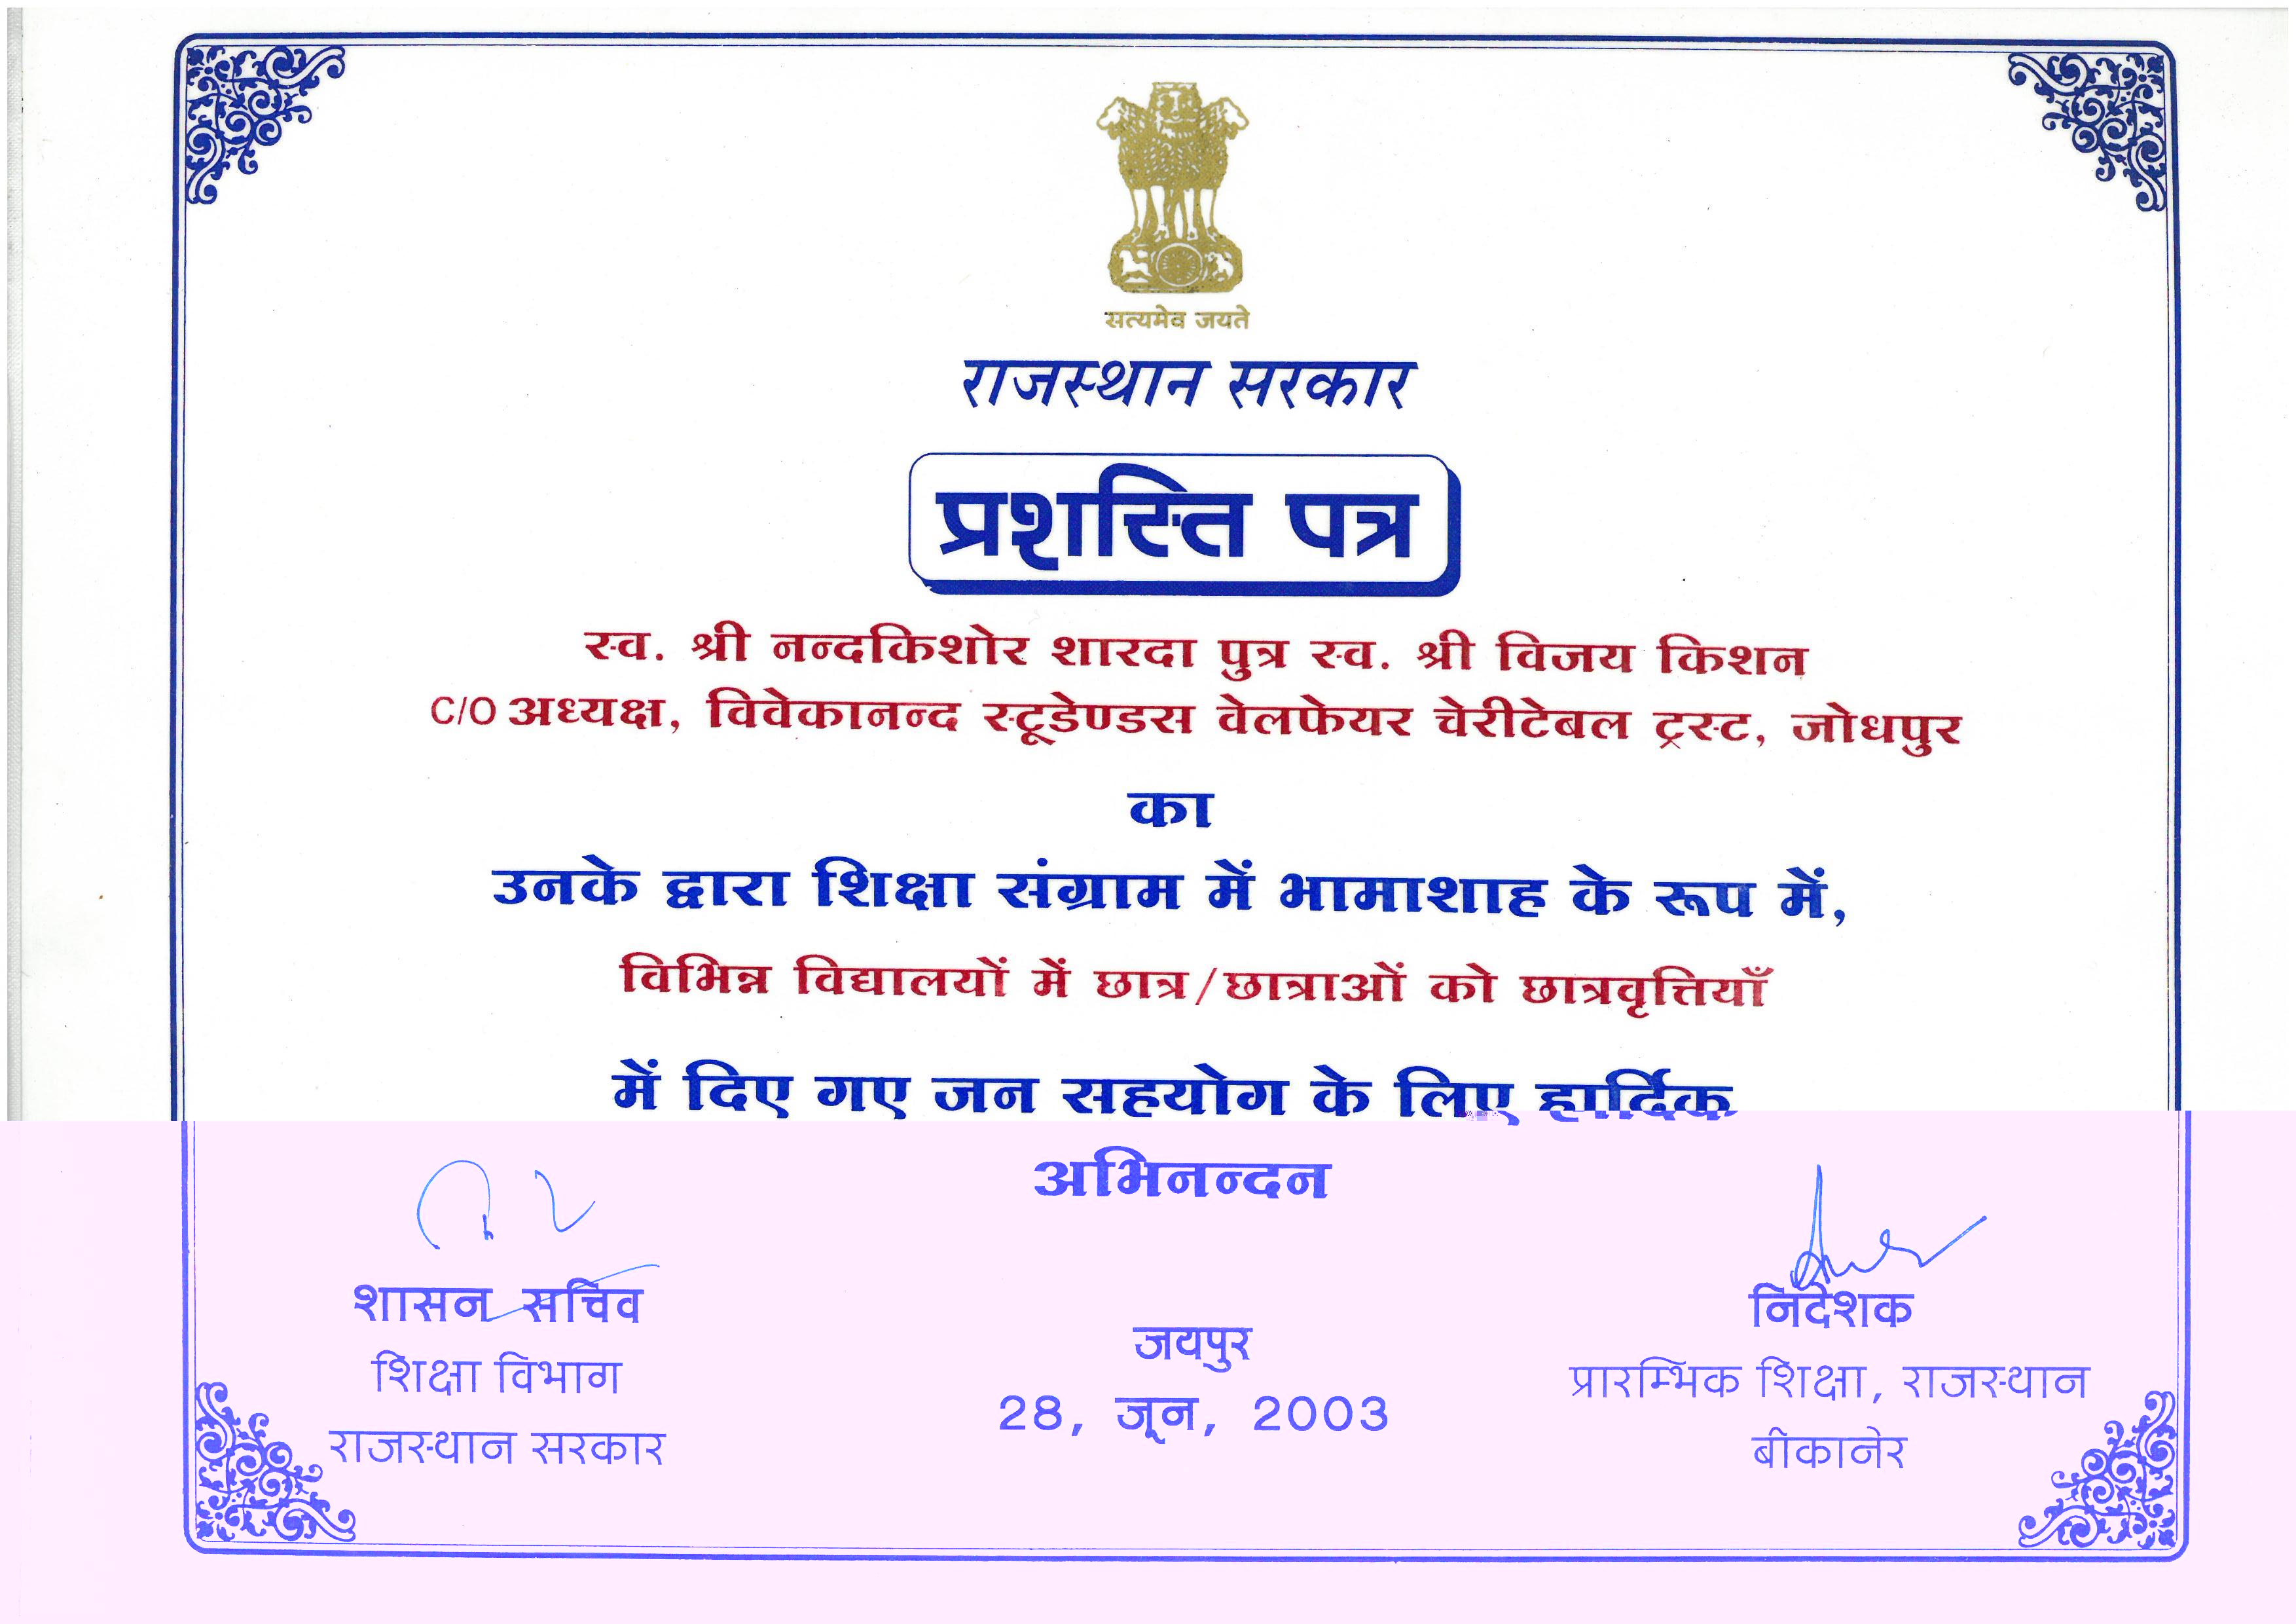 सत्यमेव जयते
राजस्थान सरकार
प्रशस्ति पत्र
स्व. श्री नन्दकिशोर शारदा पुत्र स्व. श्री विजय किशन
C/O अध्यक्ष, विवेकानन्द स्टूडेण्डस वेलफेयर चेरीटेबल ट्रस्ट, जोधपुर
का
उनके द्वारा शिक्षा संग्राम में भामाशाह के रूप में,
विभिन्न विद्यालयों में छात्र/छात्राओं को छात्रवृत्तियाँ
में दिए गए जन सहयोग के लिए हार्दिक
अभिनन्दन
शासन सचिव
शिक्षा विभाग
राजस्थान सरकार
जयपुर
28, जून, 2003
निदेशक
प्रारम्भिक शिक्षा, राजस्थान
बीकानेर